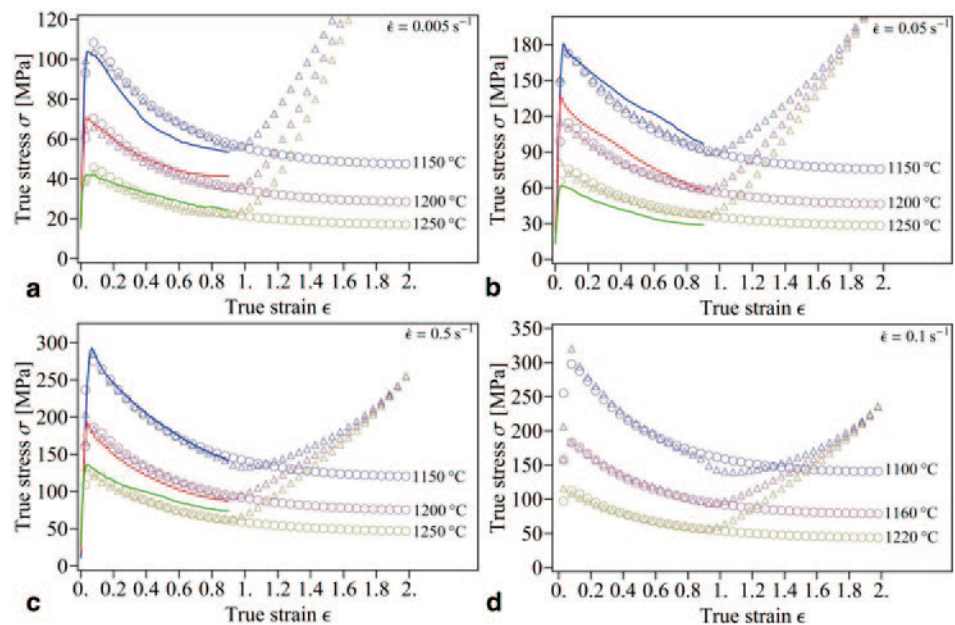 ϵ̇ = 0.005 s⁻¹
True stress σ [MPa]
120
100
80
60
40
20
0
1150 °C
1200 °C
1250 °C
0. 0.2 0.4 0.6 0.8 1. 1.2 1.4 1.6 1.8 2.
True strain ϵ
a
ϵ̇ = 0.05 s⁻¹
True stress σ [MPa]
180
150
120
90
60
30
0
1150 °C
1200 °C
1250 °C
0. 0.2 0.4 0.6 0.8 1. 1.2 1.4 1.6 1.8 2.
True strain ϵ
b
ϵ̇ = 0.5 s⁻¹
True stress σ [MPa]
300
250
200
150
100
50
0
1150 °C
1200 °C
1250 °C
0. 0.2 0.4 0.6 0.8 1. 1.2 1.4 1.6 1.8 2.
True strain ϵ
c
ϵ̇ = 0.1 s⁻¹
True stress σ [MPa]
350
300
250
200
150
100
50
0
1100 °C
1160 °C
1220 °C
0. 0.2 0.4 0.6 0.8 1. 1.2 1.4 1.6 1.8 2.
True strain ϵ
d